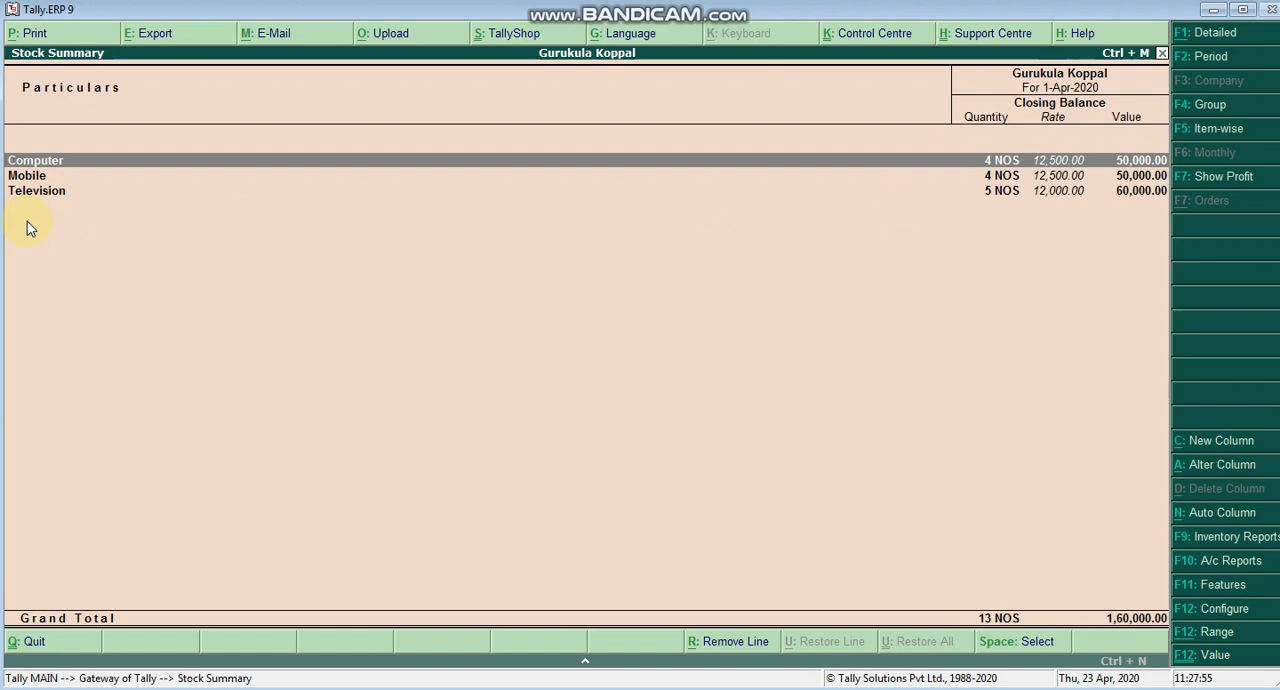 Tally.ERP 9
www.BANDICAM.com
P: Print E: Export M: E-Mail O: Upload S: TallyShop G: Language K: Keyboard K: Control Centre H: Support Centre H: Help
Stock Summary Gurukula Koppal Ctrl + M
Particulars
Gurukula Koppal
For 1-Apr-2020
Closing Balance
Quantity Rate Value
Computer 4 NOS 12,500.00 50,000.00
Mobile 4 NOS 12,500.00 50,000.00
Television 5 NOS 12,000.00 60,000.00
Grand Total 13 NOS 1,60,000.00
F1: Detailed
F2: Period
F3: Company
F4: Group
F5: Item-wise
F6: Monthly
F7: Show Profit
F7: Orders
C: New Column
A: Alter Column
D: Delete Column
N: Auto Column
F9: Inventory Reports
F10: A/c Reports
F11: Features
F12: Configure
F12: Range
F12: Value
Q: Quit R: Remove Line U: Restore Line U: Restore All Space: Select
Ctrl + N
Tally MAIN --> Gateway of Tally --> Stock Summary © Tally Solutions Pvt Ltd., 1988-2020 Thu, 23 Apr, 2020 11:27:55